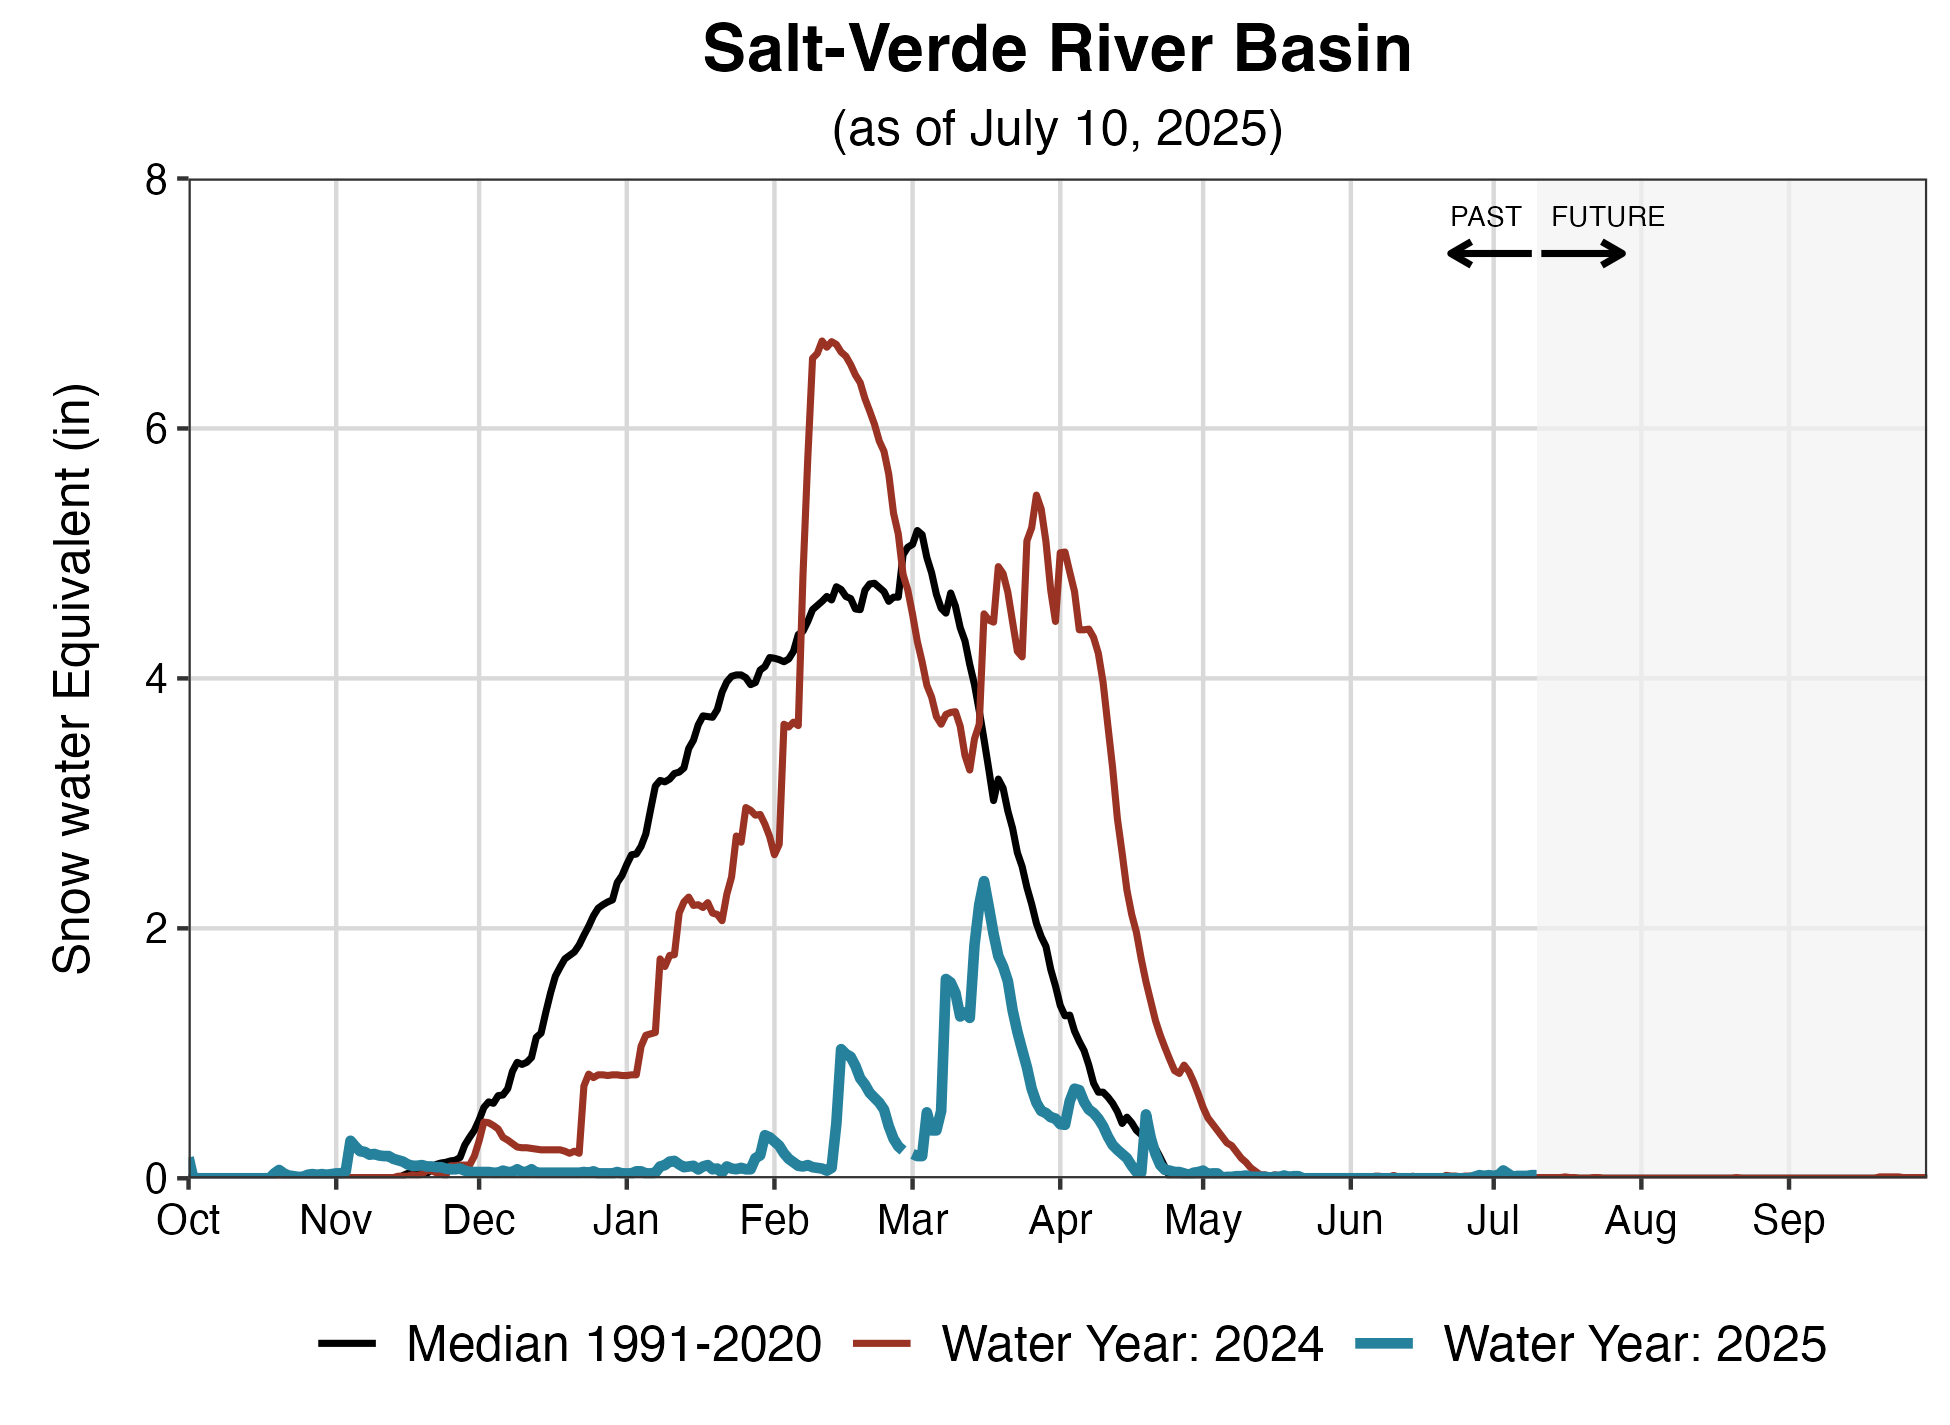 Salt-Verde River Basin
(as of July 10, 2025)
PAST FUTURE
Snow water Equivalent (in)
8
6
4
2
0
Oct Nov Dec Jan Feb Mar Apr May Jun Jul Aug Sep
Median 1991-2020 Water Year: 2024 Water Year: 2025